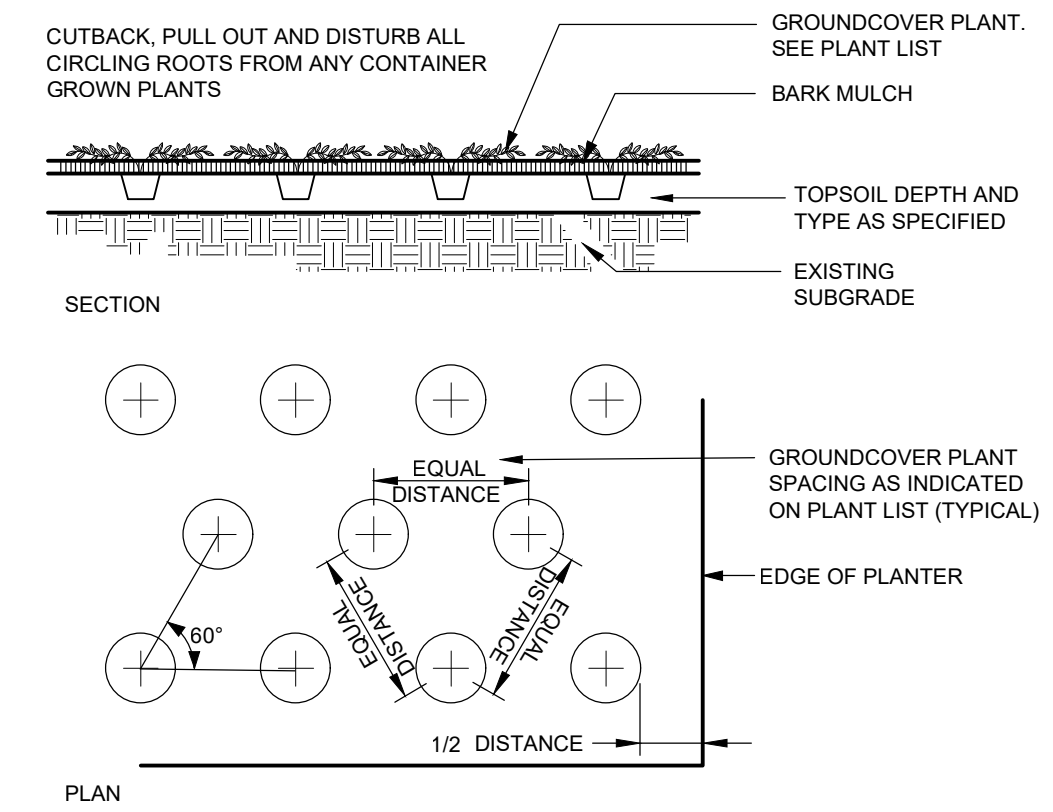 CUTBACK, PULL OUT AND DISTURB ALL
CIRCLING ROOTS FROM ANY CONTAINER
GROWN PLANTS
GROUNDCOVER PLANT.
SEE PLANT LIST
BARK MULCH
TOPSOIL DEPTH AND
TYPE AS SPECIFIED
EXISTING
SUBGRADE
SECTION
EQUAL
DISTANCE
GROUNDCOVER PLANT
SPACING AS INDICATED
ON PLANT LIST (TYPICAL)
EDGE OF PLANTER
60°
EQUAL
DISTANCE
EQUAL
DISTANCE
1/2 DISTANCE
PLAN